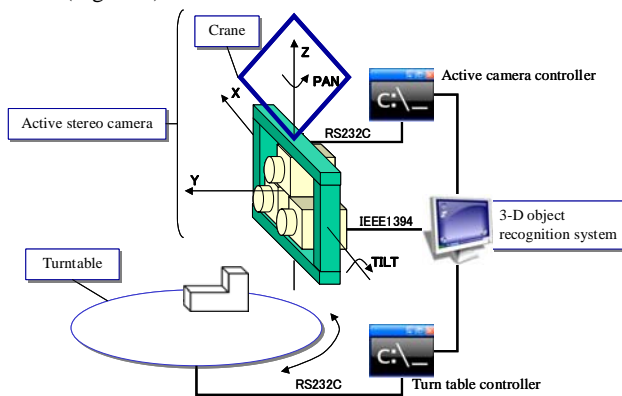 Crane
Z
PAN
X
Active camera controller
C:\_
RS232C
Active stereo camera
Y
IEEE1394
3-D object
recognition system
Turntable
TILT
C:\_
RS232C
Turn table controller